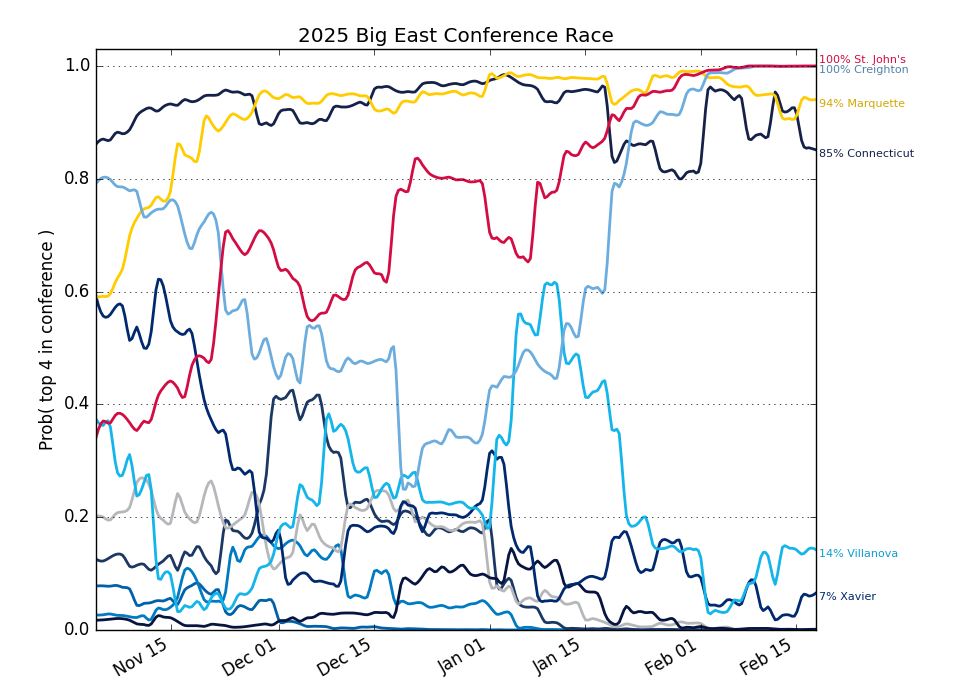 2025 Big East Conference Race
Prob( top 4 in conference )
1.0
0.8
0.6
0.4
0.2
0.0
Nov 15
Dec 01
Dec 15
Jan 01
Jan 15
Feb 01
Feb 15
100% St. John's
100% Creighton
94% Marquette
85% Connecticut
14% Villanova
7% Xavier